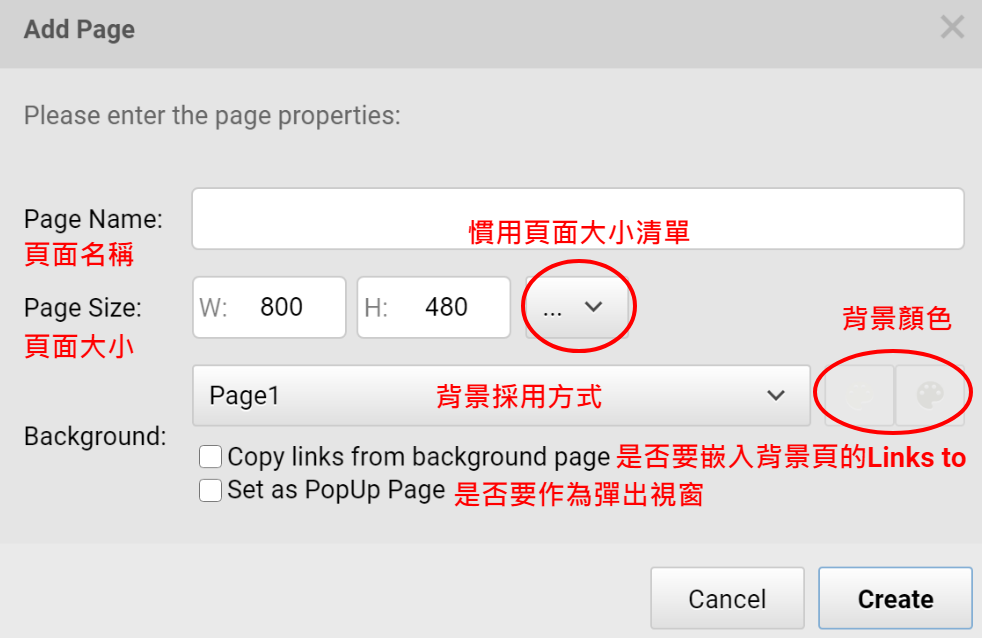 Add Page
Please enter the page properties:
Page Name:
頁面名稱
慣用頁面大小清單
Page Size:
頁面大小
W: 800
H: 480
...
背景顏色
Page1
背景採用方式
Background:
Copy links from background page 是否要嵌入背景頁的Links to
Set as PopUp Page 是否要作為彈出視窗
Cancel
Create